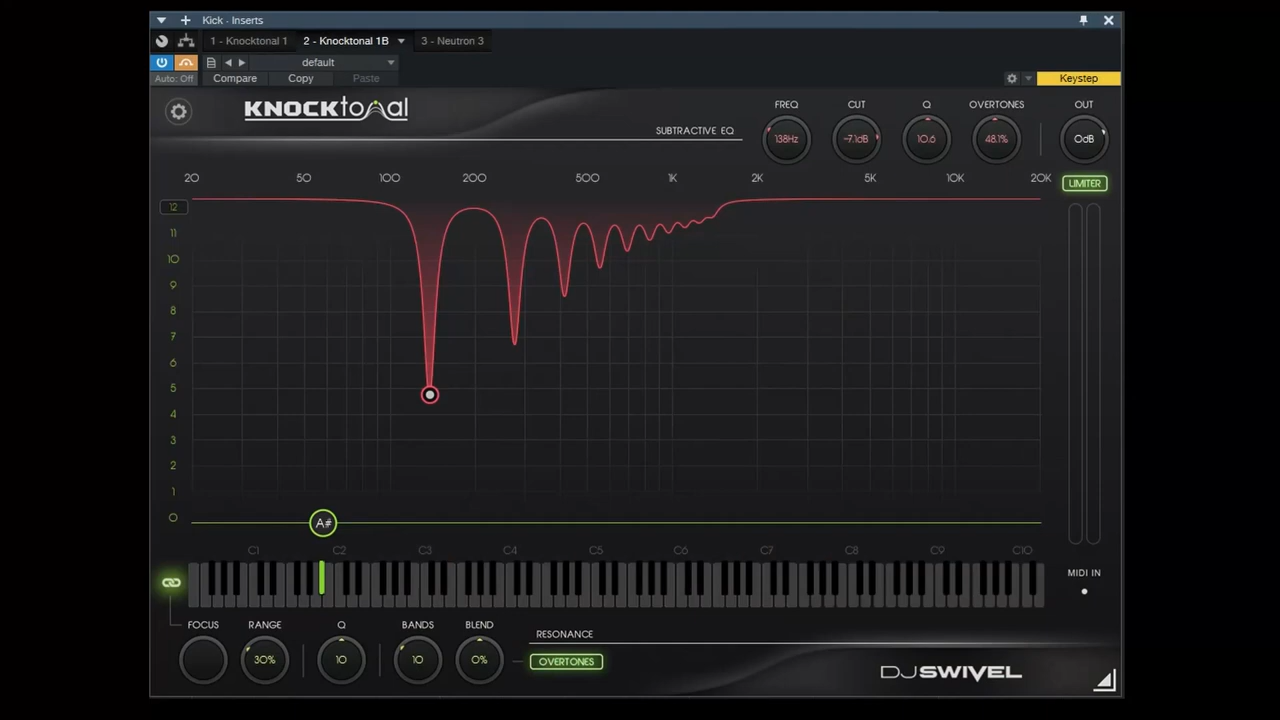 Kick - Inserts
1 - Knocktonal 1
2 - Knocktonal 1B
3 - Neutron 3
default
Auto: Off
Compare
Copy
Paste
Keystep
KNOCKtonal
SUBTRACTIVE EQ
FREQ
CUT
Q
OVERTONES
OUT
138Hz
-7.1dB
10.6
48.1%
0dB
20
50
100
200
500
1K
2K
5K
10K
20K
LIMITER
12
11
10
9
8
7
6
5
4
3
2
1
0
A#
C1
C2
C3
C4
C5
C6
C7
C8
C9
C10
MIDI IN
FOCUS
RANGE
Q
BANDS
BLEND
RESONANCE
30%
10
10
0%
OVERTONES
DJSWIVEL